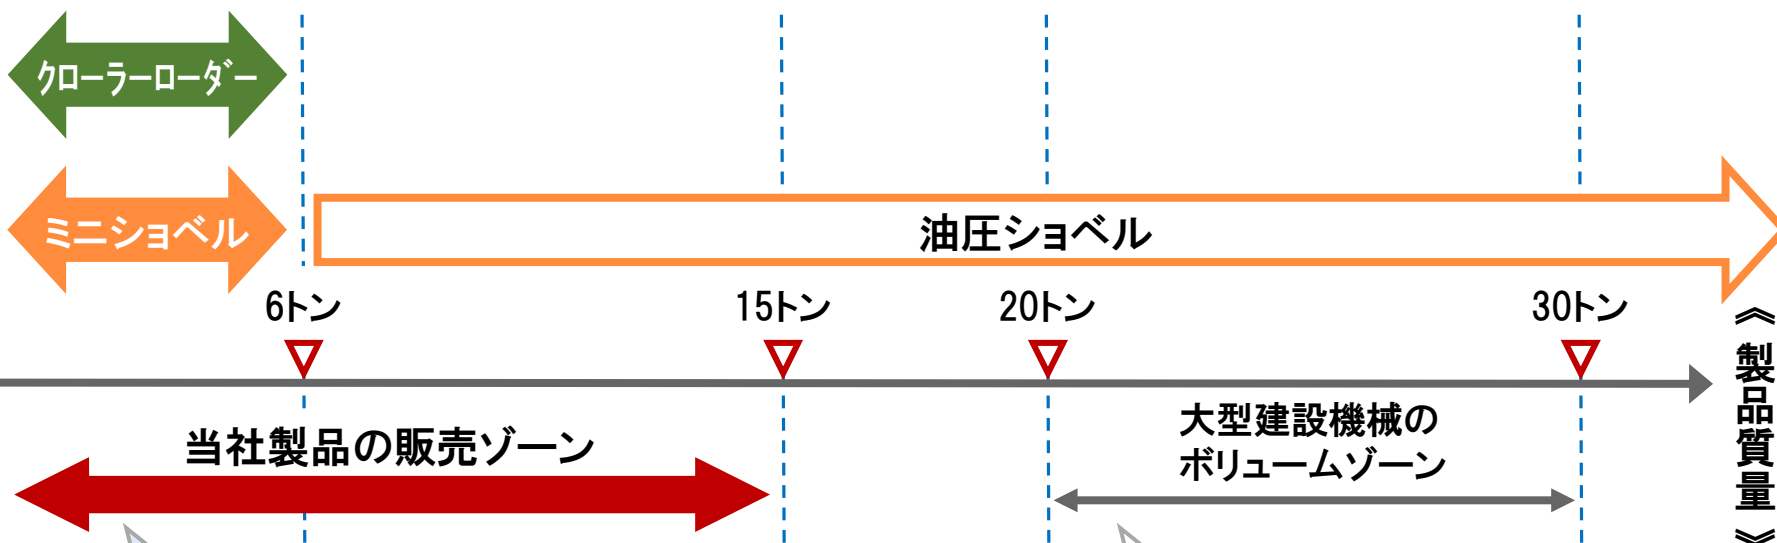 クローラーローダー
ミニショベル
油圧ショベル
6トン
15トン
20トン
30トン
《製品質量》
当社製品の販売ゾーン
大型建設機械の
ボリュームゾーン